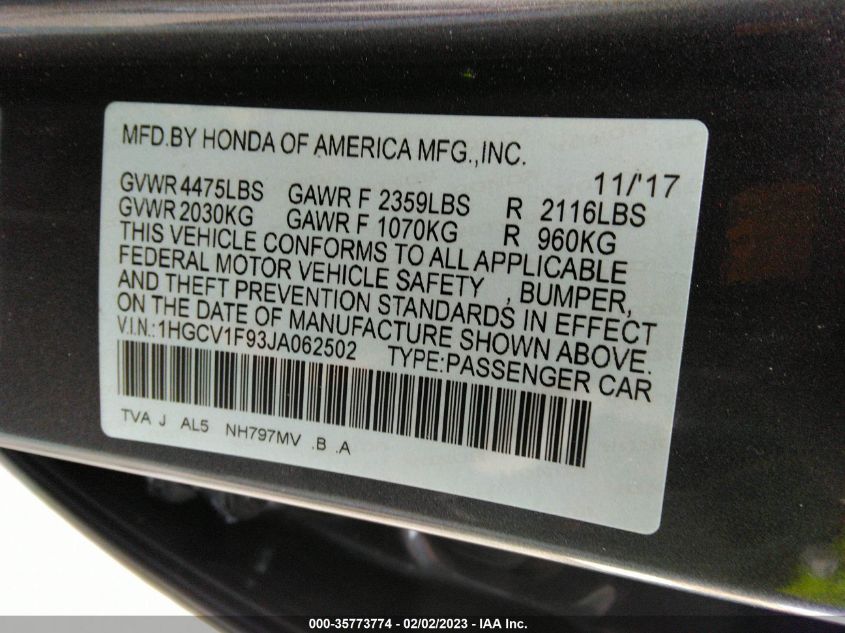 MFD.BY HONDA OF AMERICA MFG.,INC.
11/'17
GVWR 4475LBS GAWR F 2359LBS R 2116LBS
GVWR 2030KG GAWR F 1070KG R 960KG
THIS VEHICLE CONFORMS TO ALL APPLICABLE
FEDERAL MOTOR VEHICLE SAFETY , BUMPER,
AND THEFT PREVENTION STANDARDS IN EFFECT
ON THE DATE OF MANUFACTURE SHOWN ABOVE.
V.I.N.:1HGCV1F93JA062502 TYPE:PASSENGER CAR
TVA J AL5 NH797MV .B .A
000-35773774 - 02/02/2023 - IAA Inc.